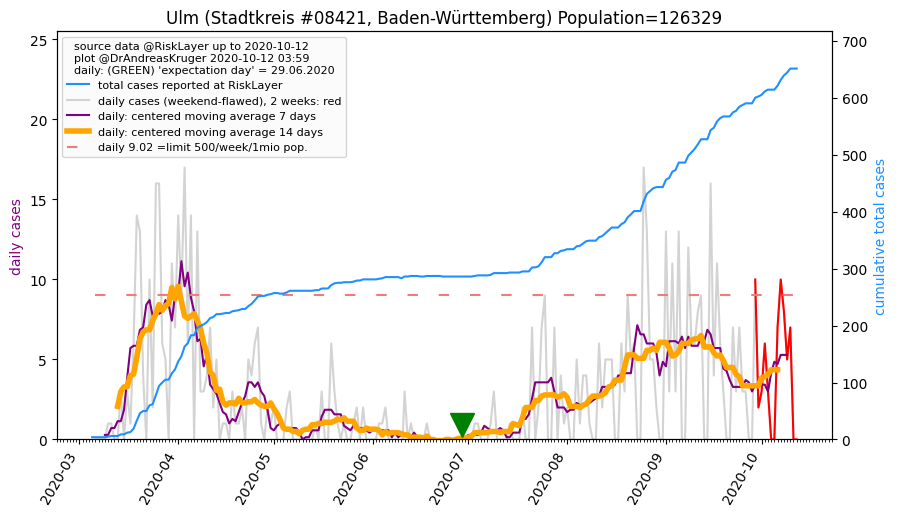 Ulm (Stadtkreis #08421, Baden-Württemberg) Population=126329
source data @RiskLayer up to 2020-10-12
plot @DrAndreasKruger 2020-10-12 03:59
daily: (GREEN) 'expectation day' = 29.06.2020
total cases reported at RiskLayer
daily cases (weekend-flawed), 2 weeks: red
daily: centered moving average 7 days
daily: centered moving average 14 days
daily 9.02 =limit 500/week/1mio pop.
daily cases
25
20
15
10
5
0
cumulative total cases
700
600
500
400
300
200
100
0
2020-03
2020-04
2020-05
2020-06
2020-07
2020-08
2020-09
2020-10